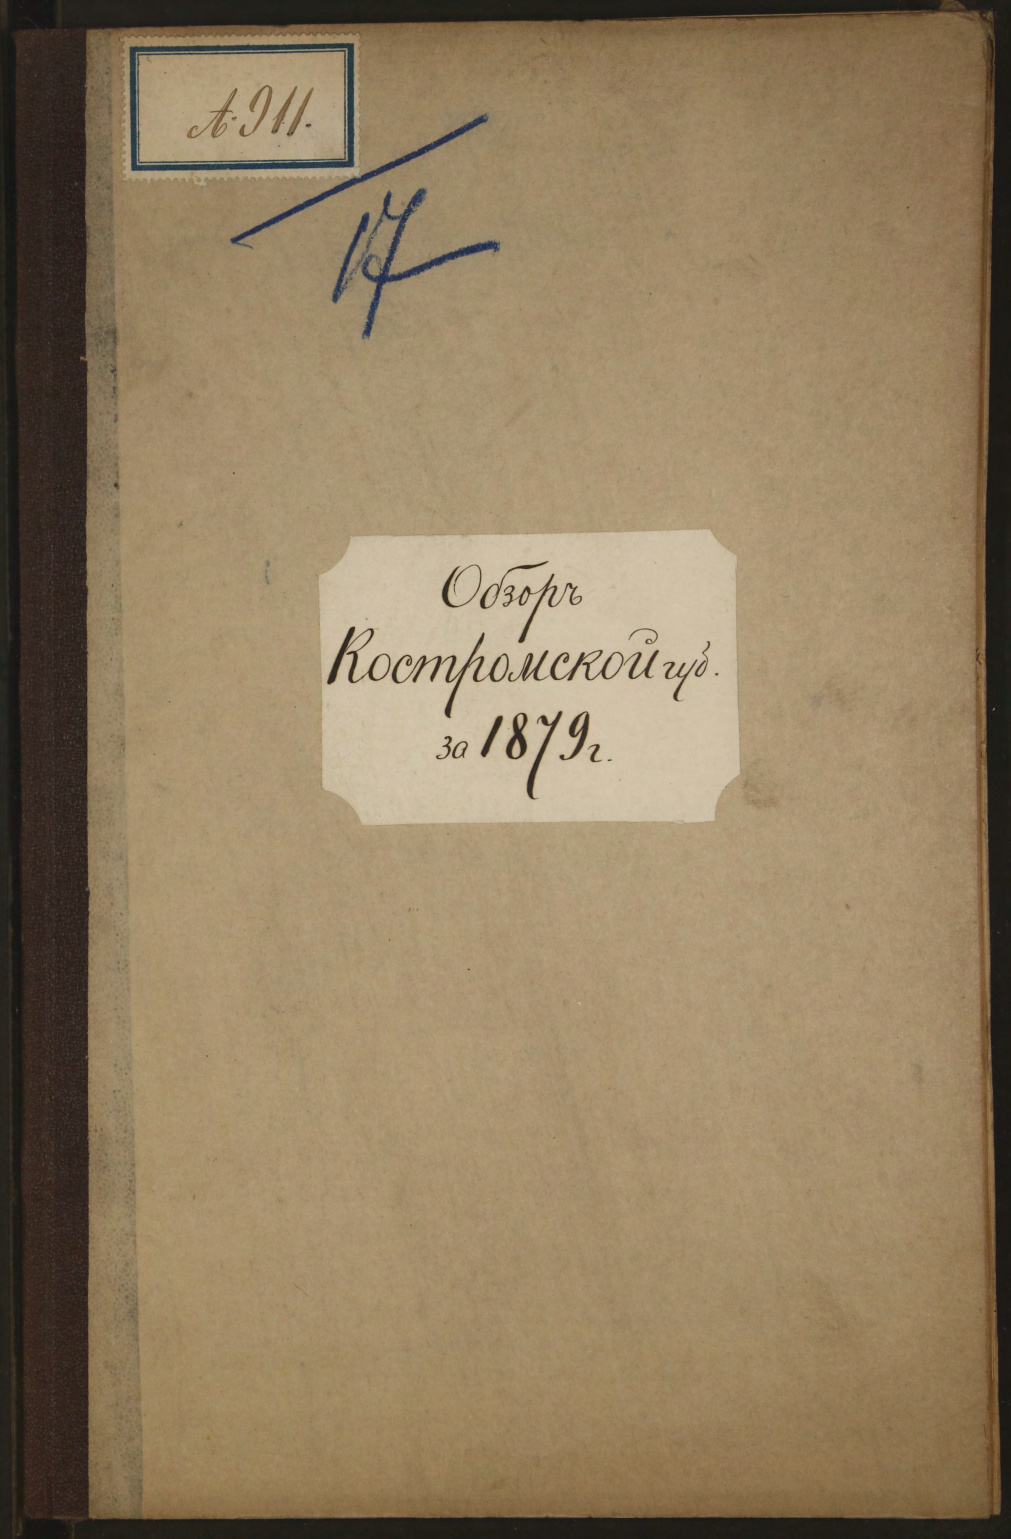 А. 911.
17
Обзоръ
Костромской губ.
за 1879 г.